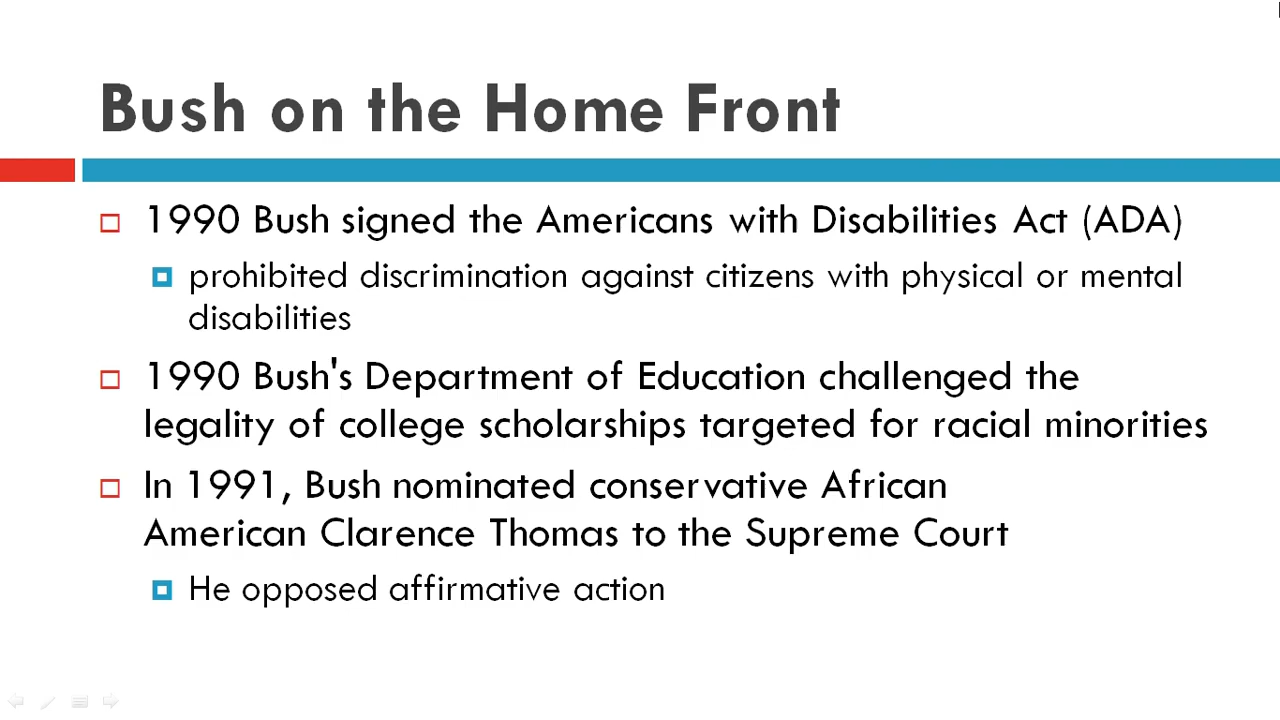 Bush on the Home Front
1990 Bush signed the Americans with Disabilities Act (ADA)
prohibited discrimination against citizens with physical or mental
disabilities
1990 Bush's Department of Education challenged the
legality of college scholarships targeted for racial minorities
In 1991, Bush nominated conservative African
American Clarence Thomas to the Supreme Court
He opposed affirmative action